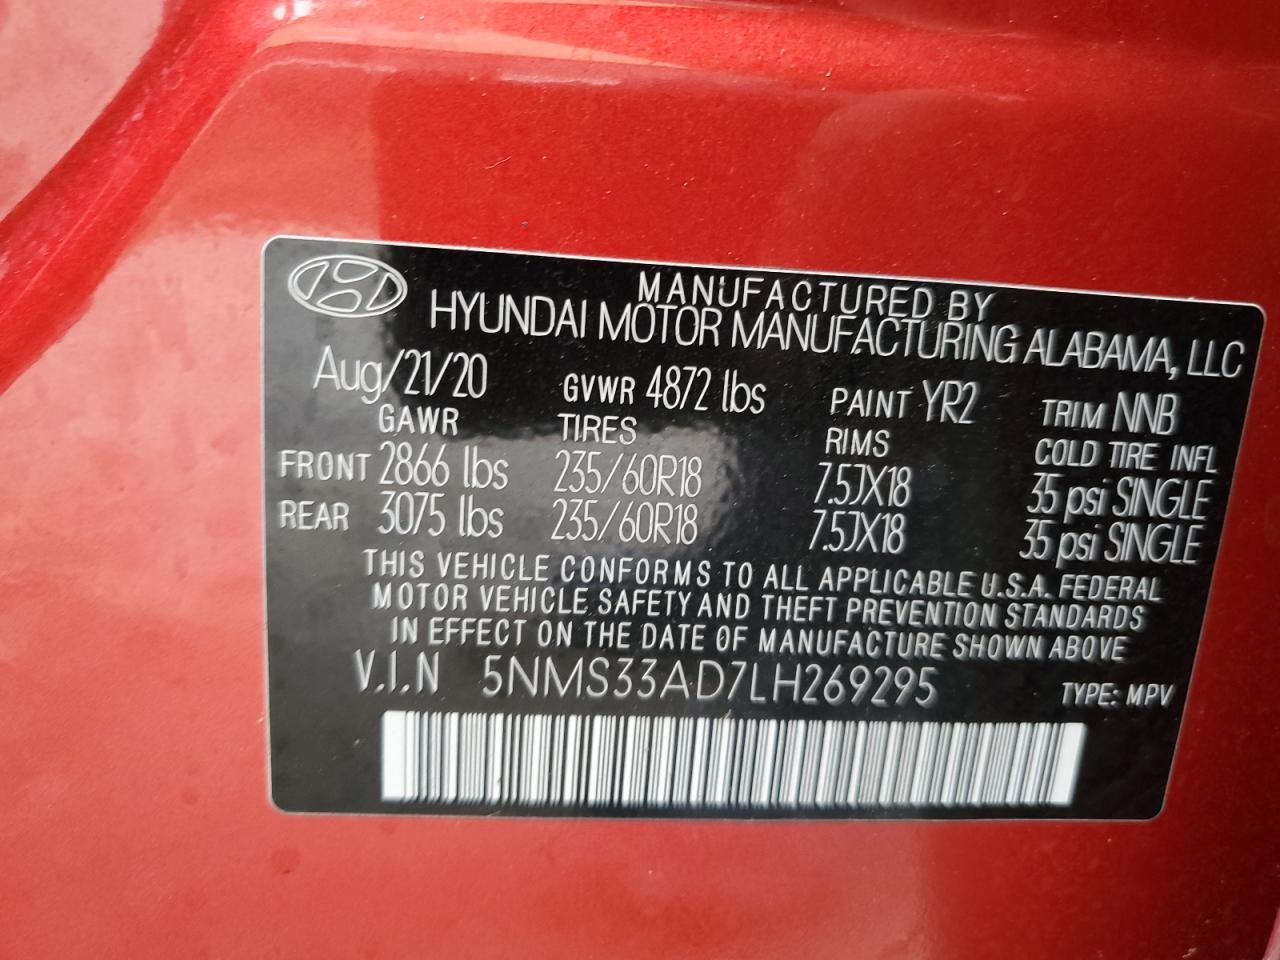 MANUFACTURED BY
HYUNDAI MOTOR MANUFACTURING ALABAMA, LLC
Aug/21/20 GVWR 4872 lbs PAINT YR2 TRIM NNB
GAWR TIRES RIMS COLD TIRE INFL
FRONT 2866 lbs 235/60R18 7.5JX18 35 psi SINGLE
REAR 3075 lbs 235/60R18 7.5JX18 35 psi SINGLE
THIS VEHICLE CONFORMS TO ALL APPLICABLE U.S.A. FEDERAL
MOTOR VEHICLE SAFETY AND THEFT PREVENTION STANDARDS
IN EFFECT ON THE DATE OF MANUFACTURE SHOWN ABOVE
V.I.N 5NMS33AD7LH269295 TYPE: MPV